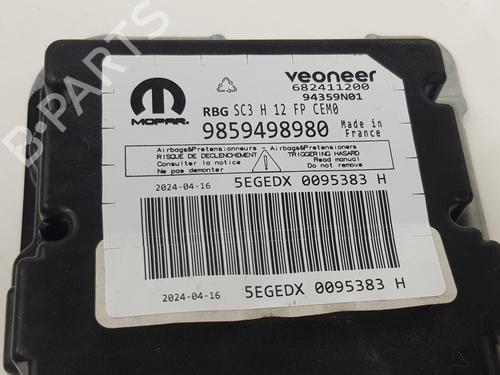 veoneer
682411200
94359N01
MOPAR.
RBG SC3 H 12 FP CEM0
9859498980 Made in France
Airbags&Pretensionneurs - Airbags&Pretensioners
RISQUE DE DECLENCHEMENT TRIGGERING HASARD
Consulter la notice Read manual
Ne pas demonter Do not remove
2024-04-16 5EGEDX 0095383 H
2024-04-16 5EGEDX 0095383 H
B-PARTS